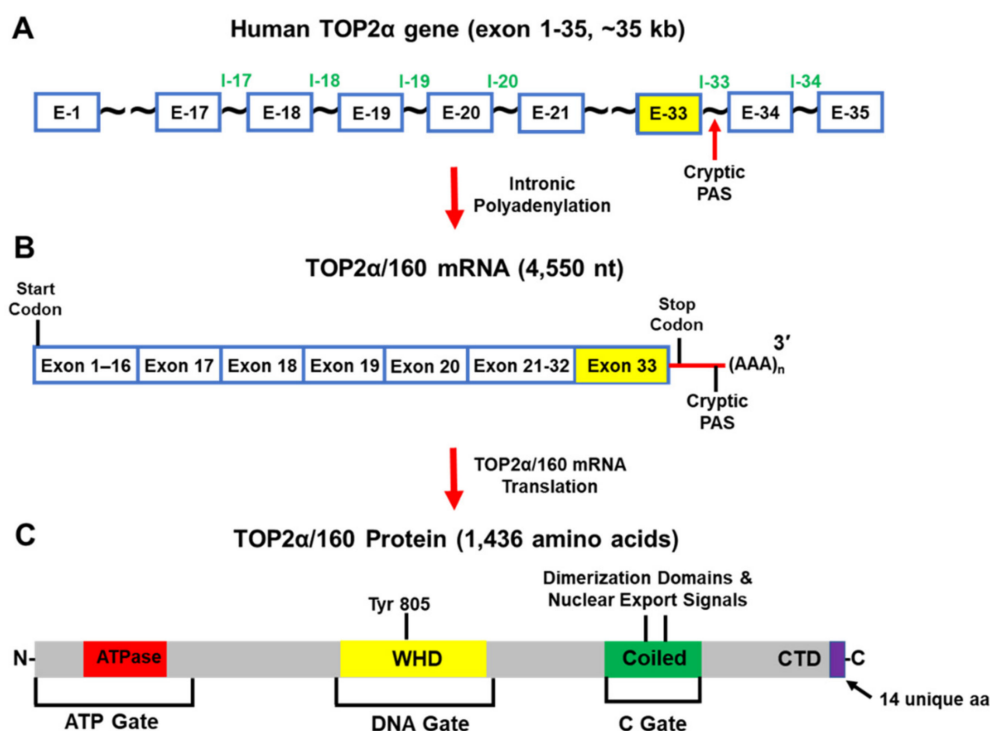 A
Human TOP2α gene (exon 1-35, ~35 kb)
I-17 I-18 I-19 I-20 I-33 I-34
E-1 E-17 E-18 E-19 E-20 E-21 E-33 E-34 E-35
Cryptic
PAS
Intronic
Polyadenylation
B
TOP2α/160 mRNA (4,550 nt)
Start
Codon
Stop
Codon
3′
Exon 1–16 Exon 17 Exon 18 Exon 19 Exon 20 Exon 21-32 Exon 33 (AAA)n
Cryptic
PAS
TOP2α/160 mRNA
Translation
C
TOP2α/160 Protein (1,436 amino acids)
Dimerization Domains &
Nuclear Export Signals
Tyr 805
N- ATPase WHD Coiled CTD -C
14 unique aa
ATP Gate DNA Gate C Gate